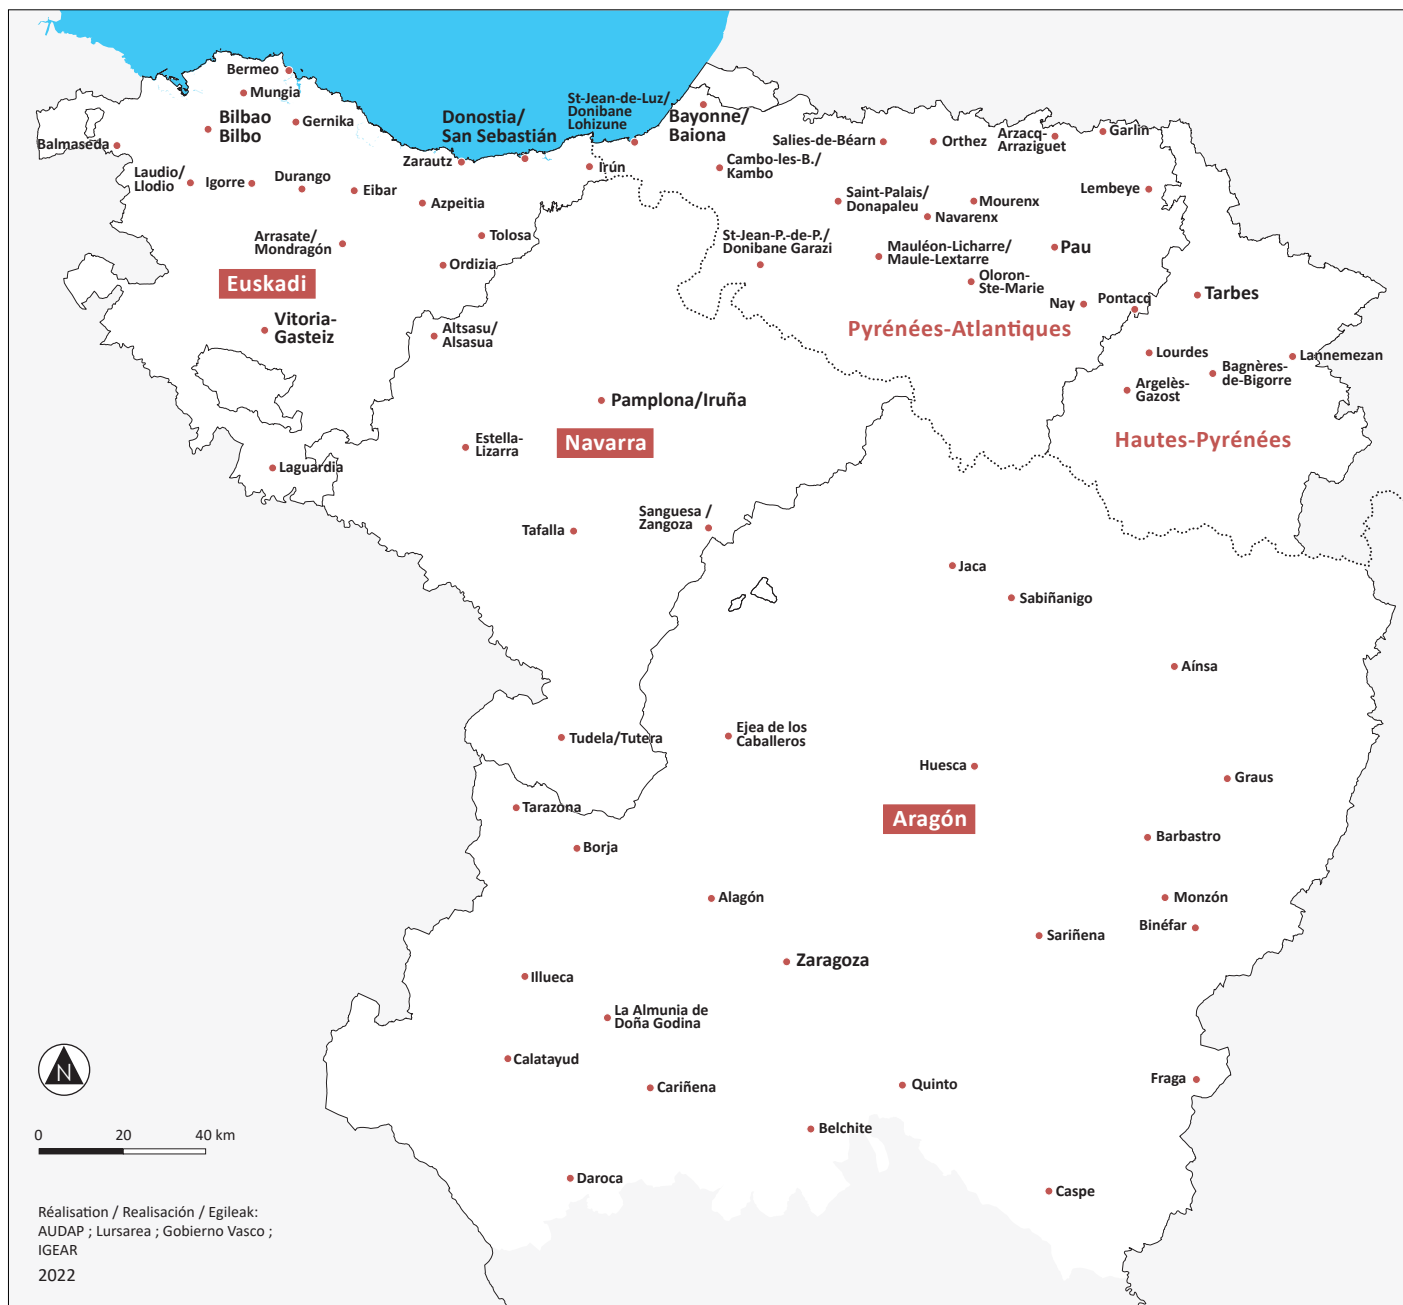 Bermeo
Mungia
Bilbao
Bilbo
Gernika
Balmaseda
Laudio/
Llodio
Igorre
Durango
Eibar
Arrasate/
Mondragón
Euskadi
Vitoria-
Gasteiz
Laguardia
Donostia/
San Sebastián
Zarautz
Azpeitia
Tolosa
Ordizia
Irún
St-Jean-de-Luz/
Donibane
Lohizune
Bayonne/
Baiona
Cambo-les-B./
Kambo
Salies-de-Béarn
Orthez
Arzacq-
Arraziguet
Garlin
Lembeye
Saint-Palais/
Donapaleu
Mourenx
Navarenx
St-Jean-P.-de-P./
Donibane Garazi
Mauléon-Licharre/
Maule-Lextarre
Pau
Oloron-
Ste-Marie
Nay
Pontacq
Pyrénées-Atlantiques
Tarbes
Lourdes
Lannemezan
Bagnères-
de-Bigorre
Argelès-
Gazost
Hautes-Pyrénées
Altsasu/
Alsasua
Pamplona/Iruña
Navarra
Estella-
Lizarra
Tafalla
Sanguesa /
Zangoza
Tudela/Tutera
Jaca
Sabiñanigo
Aínsa
Ejea de los
Caballeros
Huesca
Graus
Aragón
Tarazona
Borja
Barbastro
Alagón
Monzón
Binéfar
Sariñena
Zaragoza
Illueca
La Almunia de
Doña Godina
Calatayud
Cariñena
Quinto
Fraga
Belchite
Daroca
Caspe
N
0 20 40 km
Réalisation / Realisación / Egileak:
AUDAP ; Lursarea ; Gobierno Vasco ;
IGEAR
2022